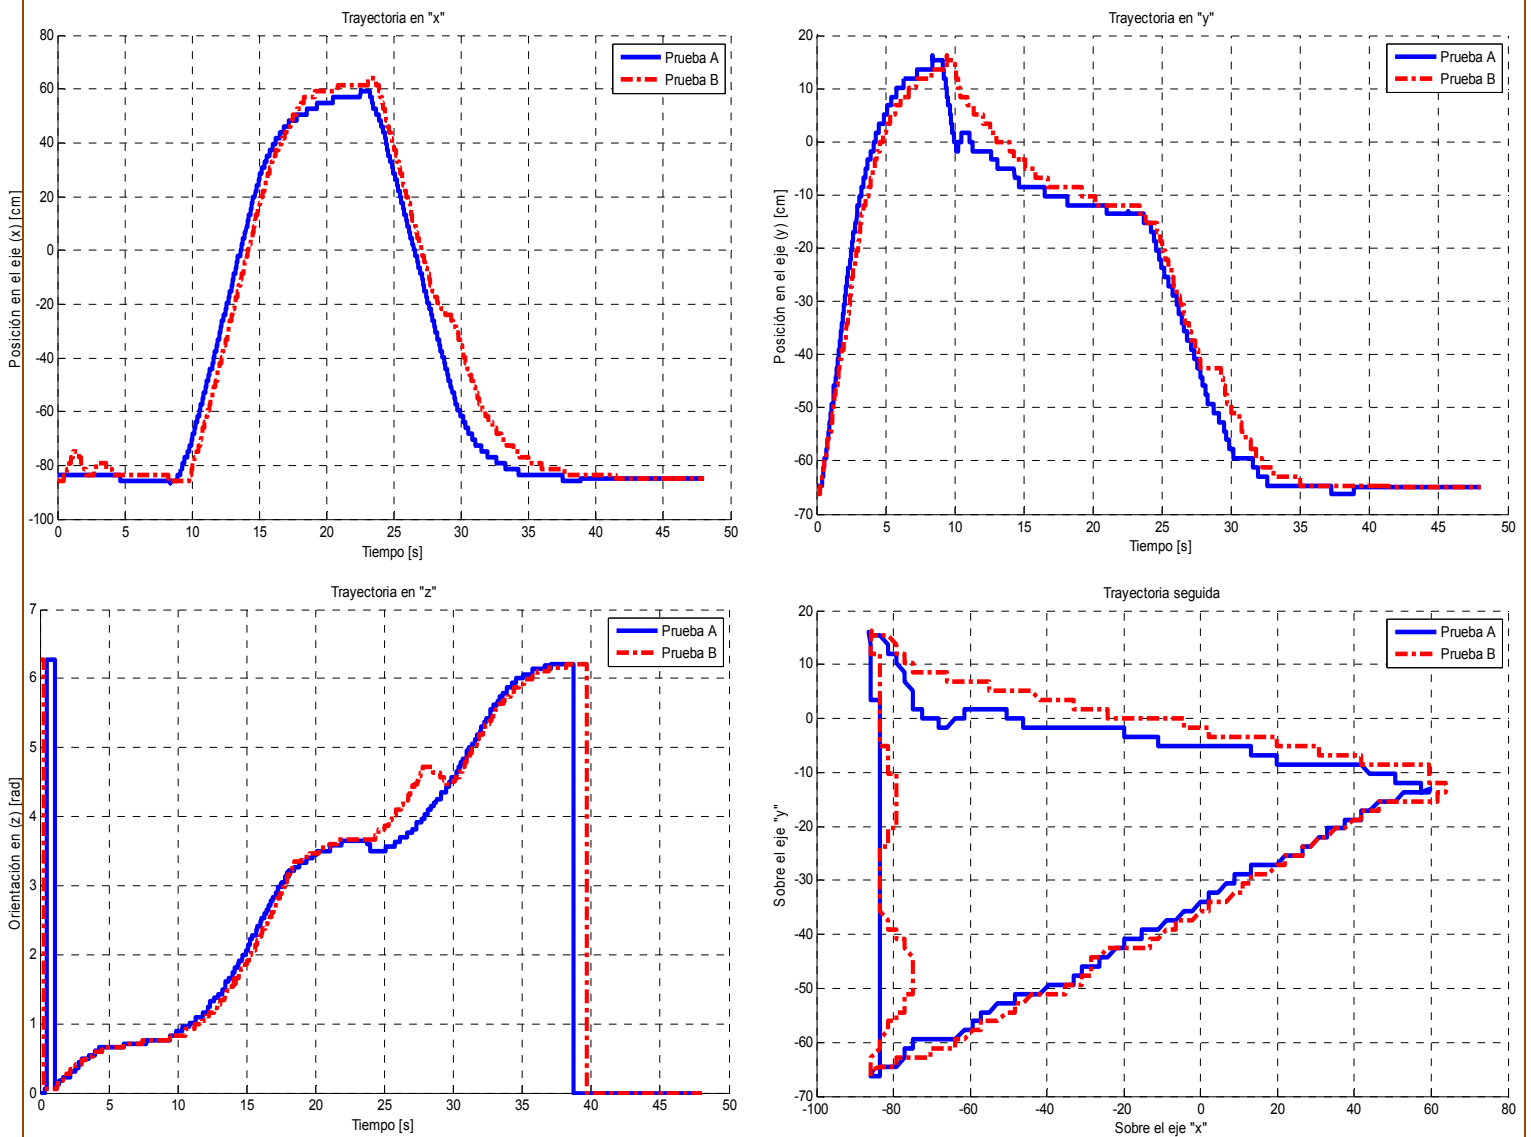 Trayectoria en "x"
80
60
40
20
0
-20
-40
-60
-80
-100
Posición en el eje (x) [cm]
Prueba A
Prueba B
0 5 10 15 20 25 30 35 40 45 50
Tiempo [s]
Trayectoria en "y"
20
10
0
-10
-20
-30
-40
-50
-60
-70
Posición en el eje (y) [cm]
Prueba A
Prueba B
0 5 10 15 20 25 30 35 40 45 50
Tiempo [s]
Trayectoria en "z"
7
6
5
4
3
2
1
0
Orientación en (z) [rad]
Prueba A
Prueba B
0 5 10 15 20 25 30 35 40 45 50
Tiempo [s]
Trayectoria seguida
20
10
0
-10
-20
-30
-40
-50
-60
-70
Sobre el eje "y"
Prueba A
Prueba B
-100 -80 -60 -40 -20 0 20 40 60 80
Sobre el eje "x"